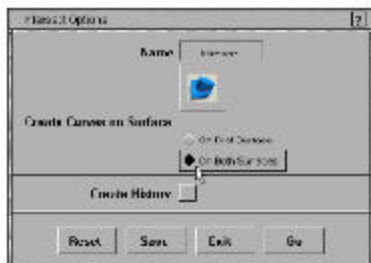 Intersect Options ?
Name Intersect
Create Curves on Surface
On First Surface
On Both Surfaces
Create History
Reset Save Exit Go